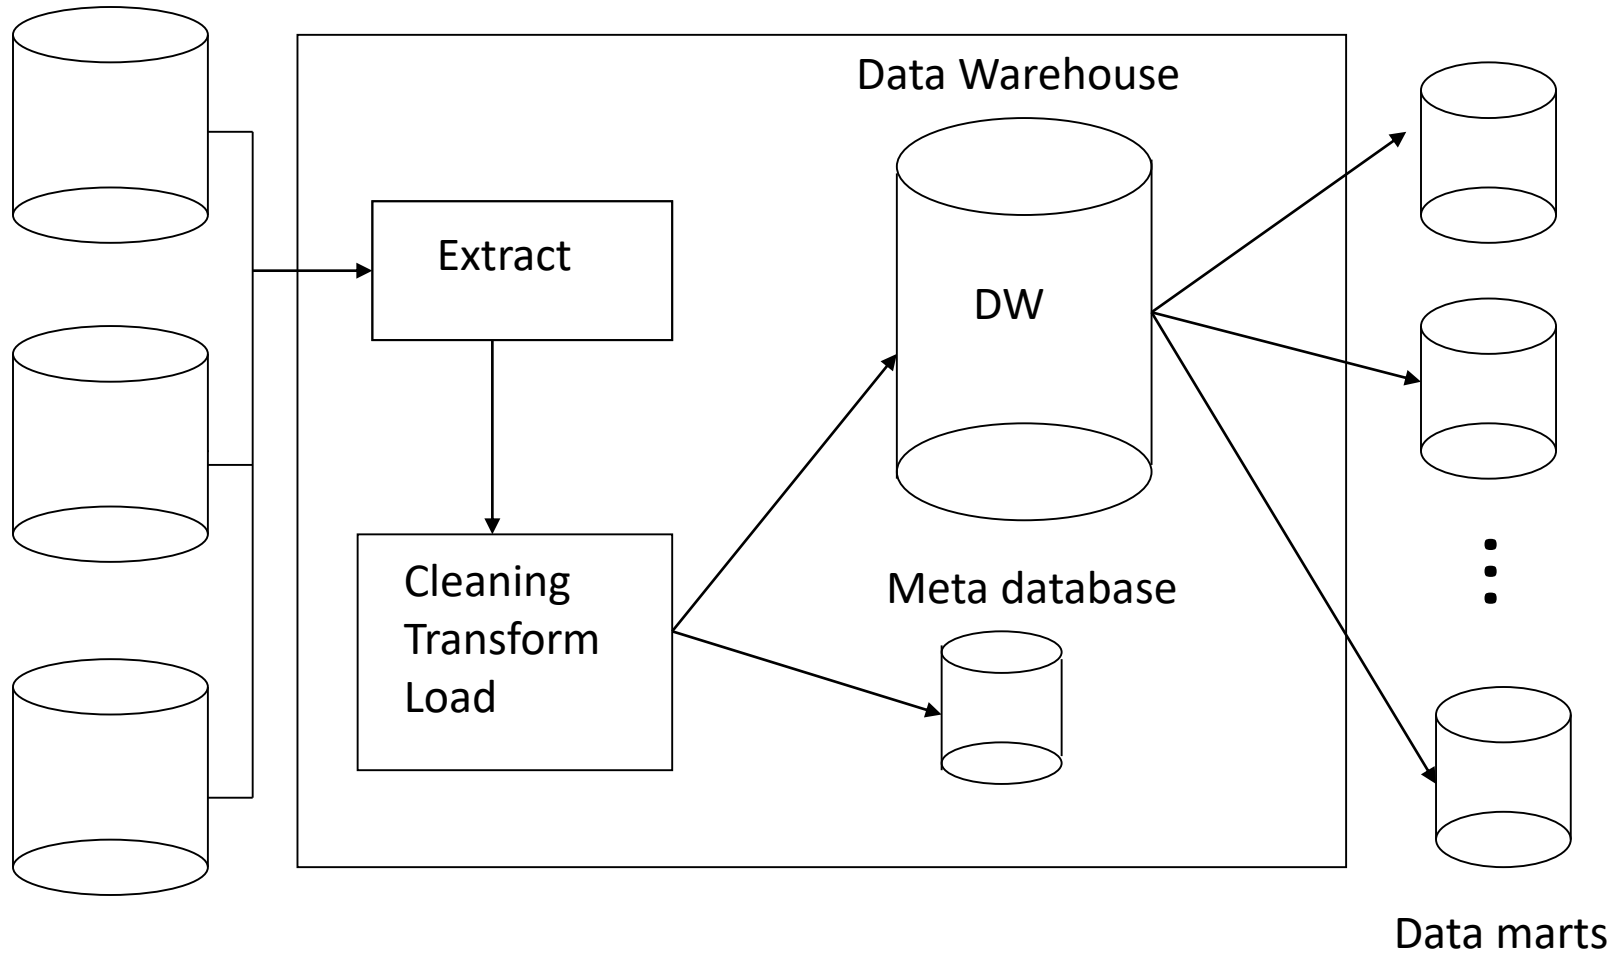 Data Warehouse
Extract
DW
Cleaning
Transform
Load
Meta database
Data marts